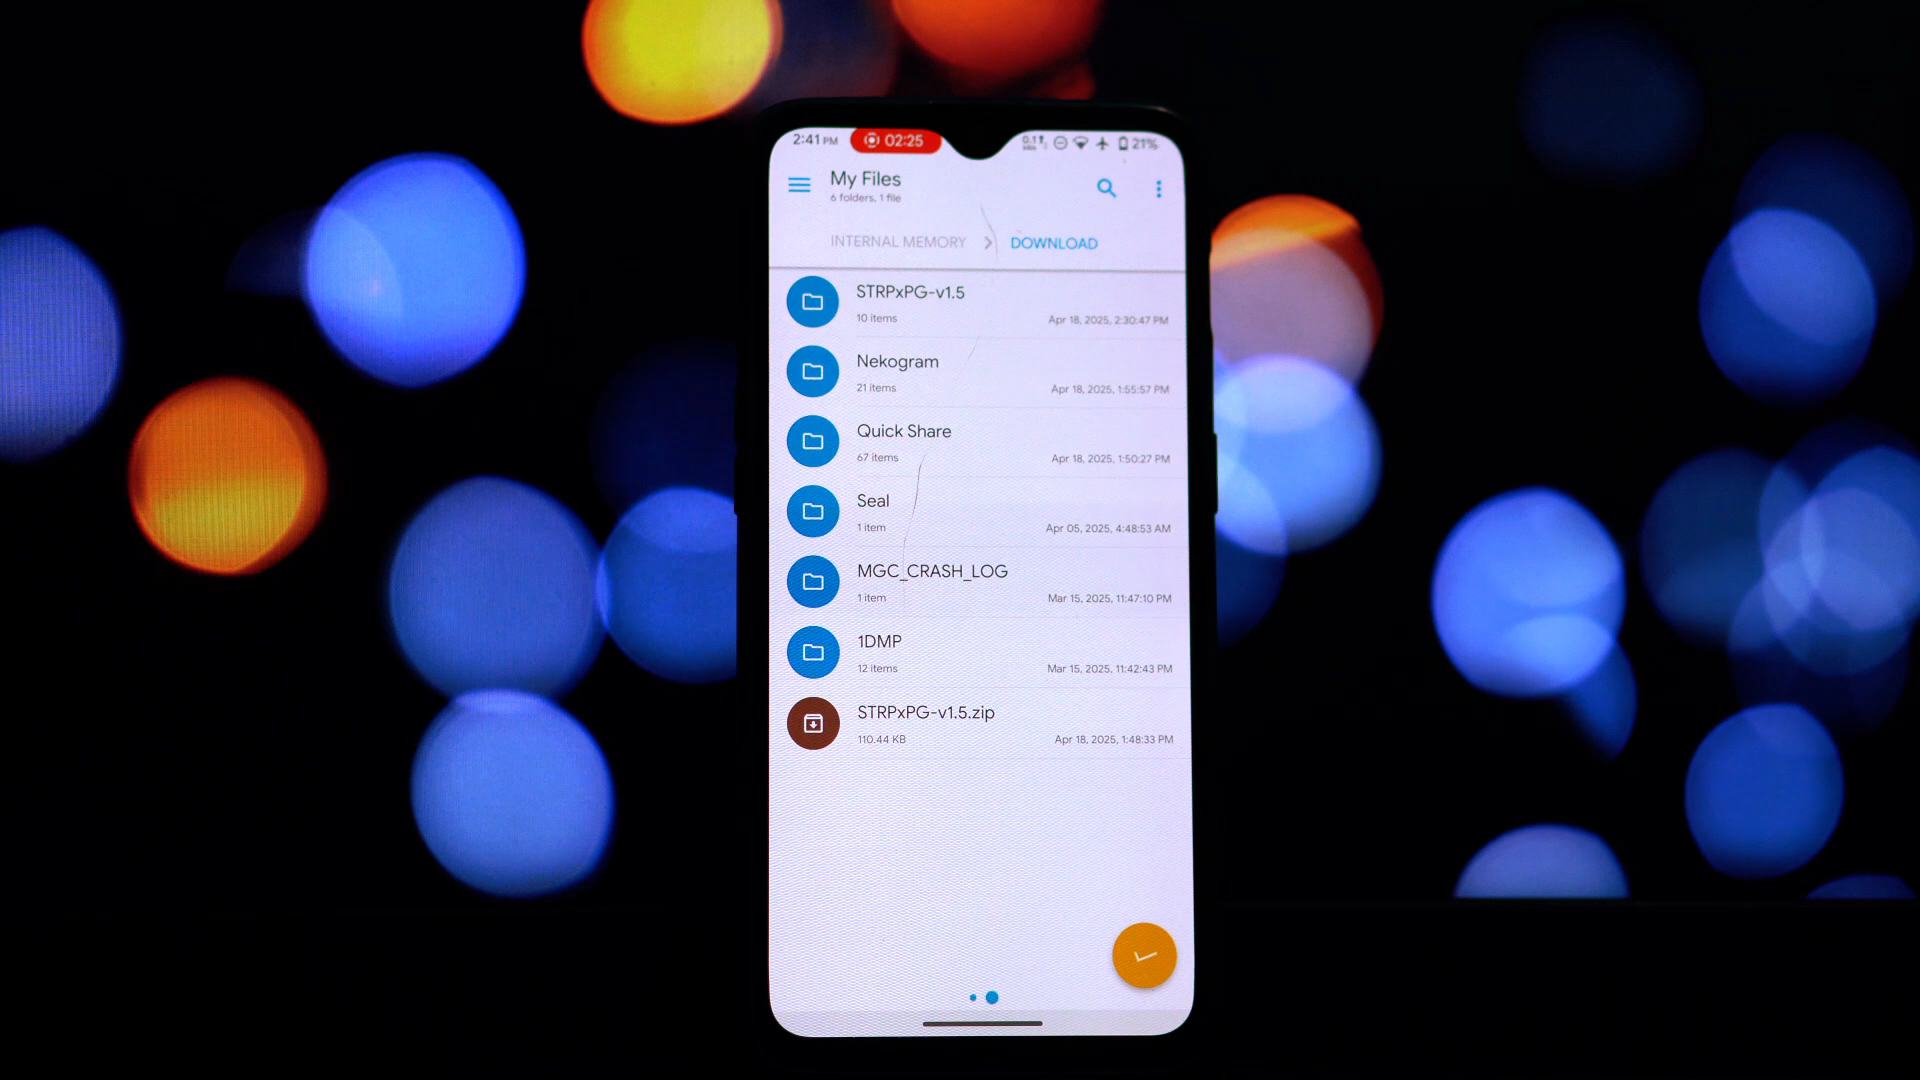 2:41 PM 02:25 21%
My Files
6 folders, 1 file
INTERNAL MEMORY DOWNLOAD
STRPxPG-v1.5
10 items Apr 18, 2025, 2:30:47 PM
Nekogram
21 items Apr 18, 2025, 1:55:57 PM
Quick Share
67 items Apr 18, 2025, 1:50:27 PM
Seal
1 item Apr 05, 2025, 4:48:53 AM
MGC_CRASH_LOG
1 item Mar 15, 2025, 11:47:10 PM
1DMP
12 items Mar 15, 2025, 11:42:43 PM
STRPxPG-v1.5.zip
110.44 KB Apr 18, 2025, 1:48:33 PM